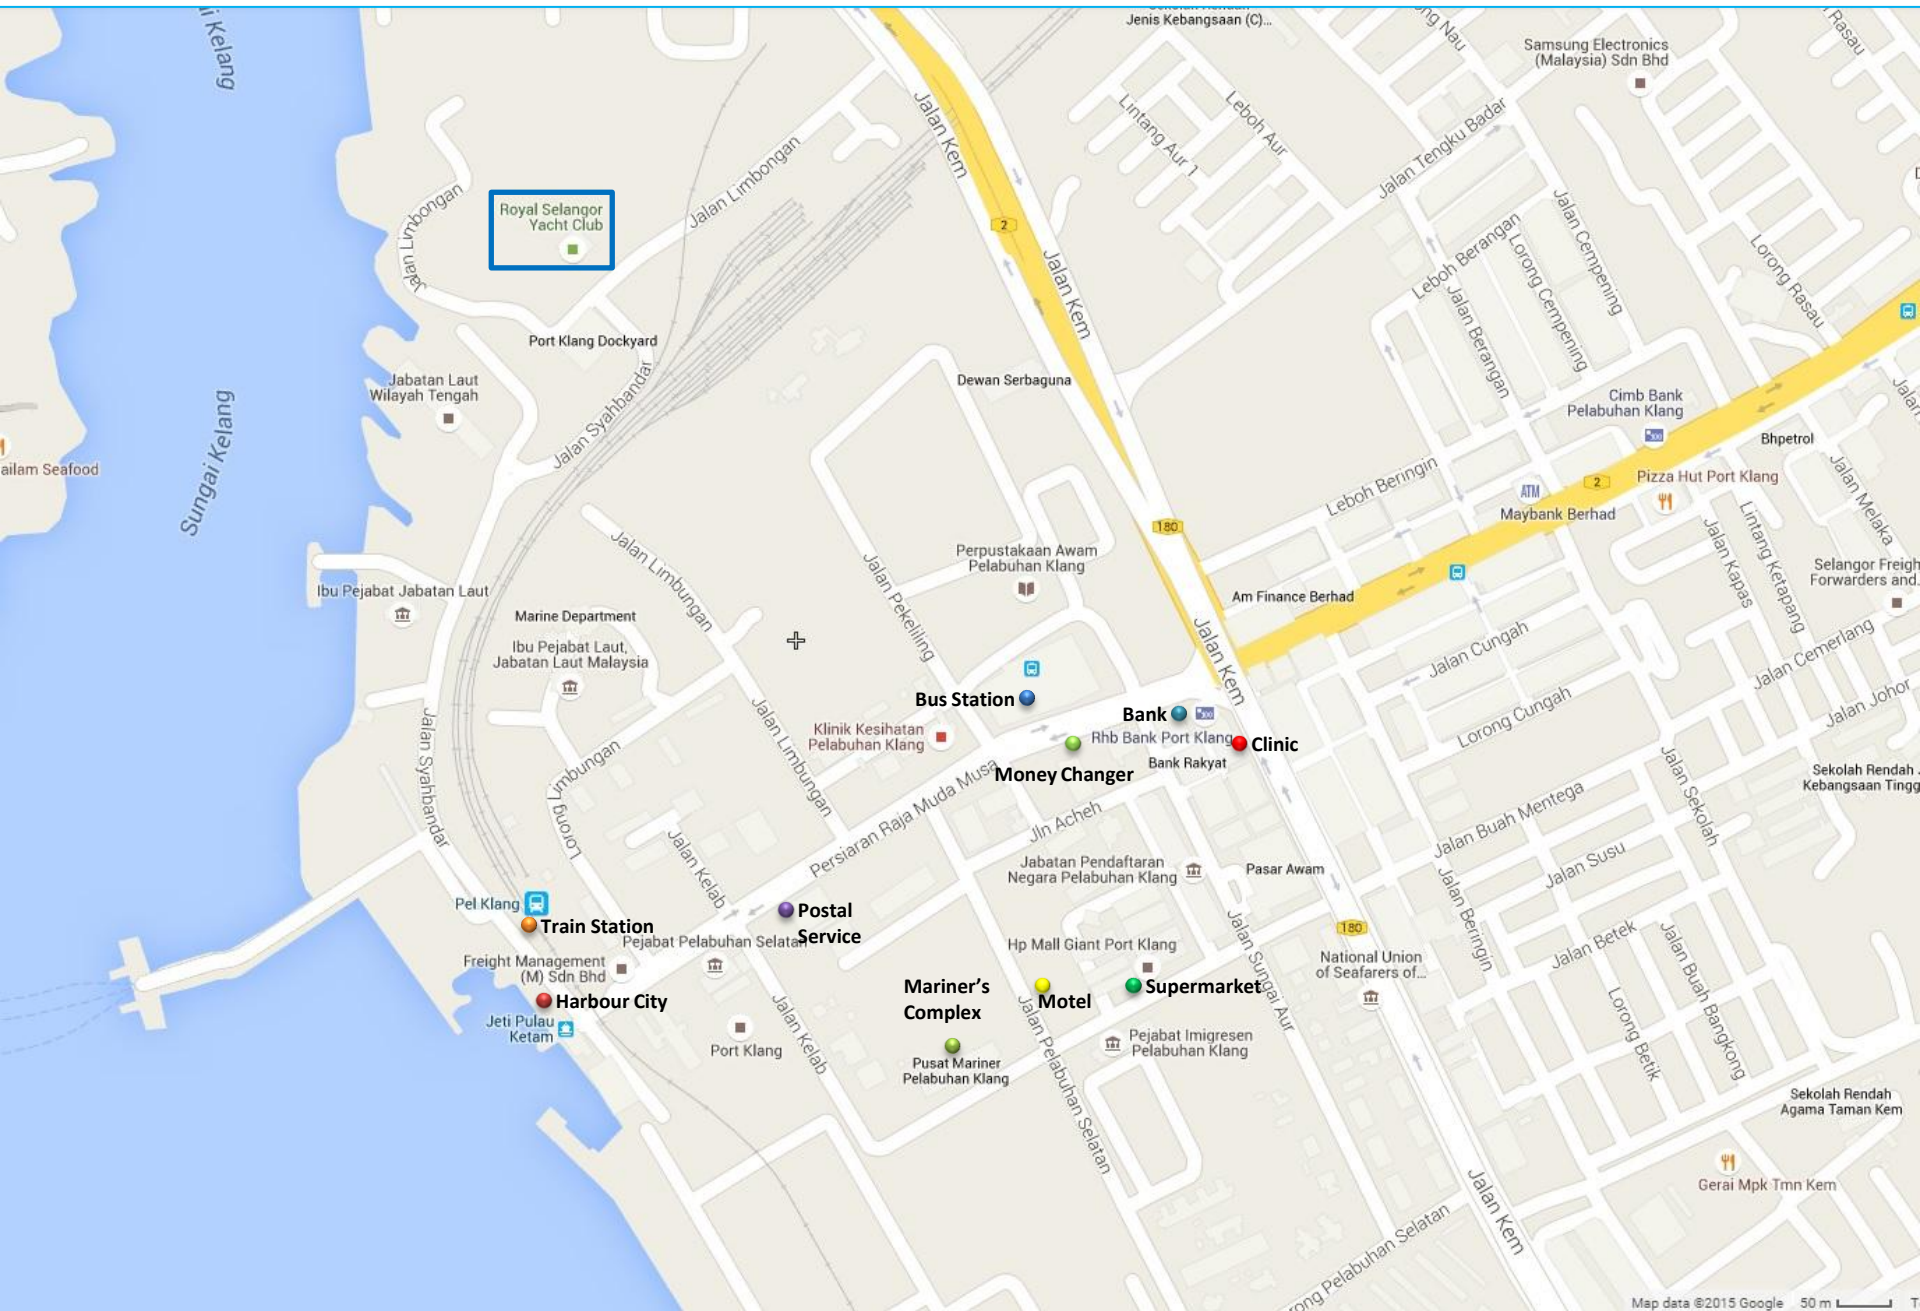 Jenis Kebangsaan (C)...
Samsung Electronics
(Malaysia) Sdn Bhd
Jalan Kem
Lintang Aur 1
Leboh Aur
Jalan Tengku Badar
Jalan Limbongan
Jalan Limbongan
Royal Selangor
Yacht Club
2
Jalan Kem
Leboh Berangan
Lorong Cempening
Jalan Cempening
Lorong Rasau
Jalan Berangan
Port Klang Dockyard
Jabatan Laut
Wilayah Tengah
Dewan Serbaguna
Cimb Bank
Pelabuhan Klang
Bhpetrol
Jalan Syahbandar
Sungai Kelang
ailam Seafood
Leboh Beringin
2
Pizza Hut Port Klang
ATM
Maybank Berhad
Jalan Melaka
180
Jalan Limbungan
Jalan Pekeliling
Perpustakaan Awam
Pelabuhan Klang
Jalan Kapas
Lintang Ketapang
Selangor Freigh
Forwarders and...
Ibu Pejabat Jabatan Laut
Am Finance Berhad
Marine Department
Ibu Pejabat Laut,
Jabatan Laut Malaysia
Jalan Kem
Jalan Cungah
Jalan Cemerlang
Bus Station
Bank
Klinik Kesihatan
Pelabuhan Klang
Rhb Bank Port Klang
Clinic
Lorong Cungah
Jalan Johor
Jalan Syahbandar
Jalan Limbungan
Lorong Limbungan
Money Changer
Bank Rakyat
Persiaran Raja Muda Musa
Jalan Sekolah
Sekolah Rendah
Kebangsaan Tingg
Jln Acheh
Jalan Buah Mentega
Jalan Kelab
Jabatan Pendaftaran
Negara Pelabuhan Klang
Pasar Awam
Jalan Susu
Jalan Beringin
Pel Klang
Train Station
Postal
Service
Pejabat Pelabuhan Selatan
180
Freight Management
(M) Sdn Bhd
Hp Mall Giant Port Klang
Jalan Sungai Aur
National Union
of Seafarers of...
Jalan Betek
Jalan Buah Bangkong
Harbour City
Jeti Pulau
Ketam
Mariner's
Complex
Motel
Supermarket
Lorong Betik
Port Klang
Jalan Kelab
Pusat Mariner
Pelabuhan Klang
Jalan Pelabuhan Selatan
Pejabat Imigresen
Pelabuhan Klang
Sekolah Rendah
Agama Taman Kem
Gerai Mpk Tmn Kem
Jalan Kem
Pelabuhan Selatan
Map data ©2015 Google 50 m